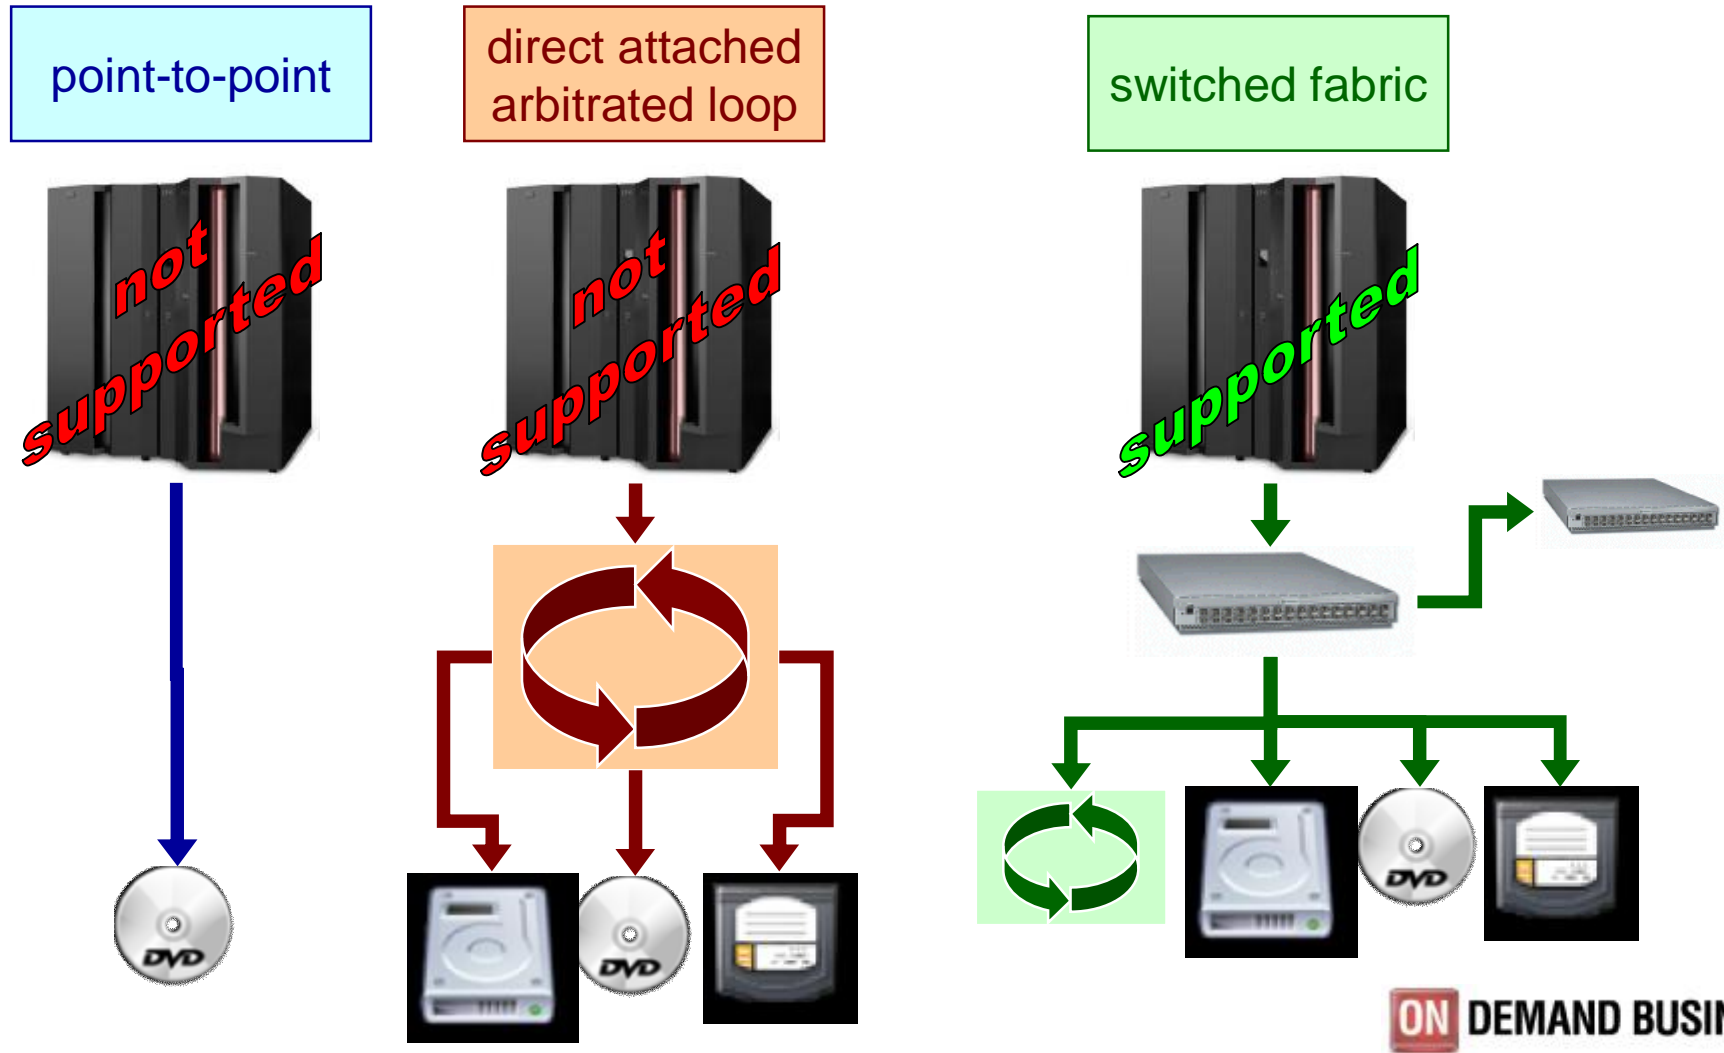 point-to-point
direct attached
arbitrated loop
switched fabric
not
supported
not
supported
supported
DVD
DVD
DVD
ON DEMAND BUSIN